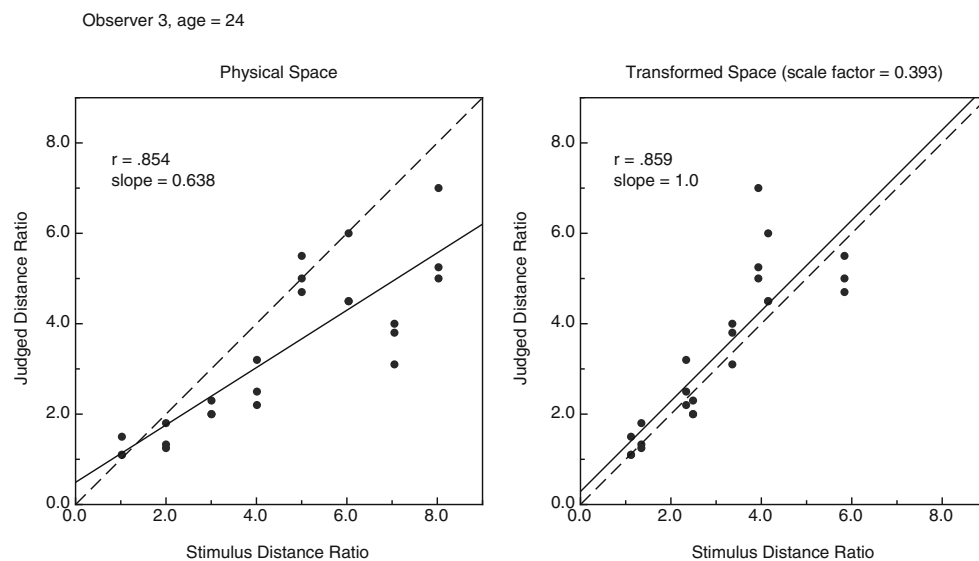 Observer 3, age = 24
Physical Space
Transformed Space (scale factor = 0.393)
r = .854
slope = 0.638
r = .859
slope = 1.0
Judged Distance Ratio
8.0
6.0
4.0
2.0
0.0
0.0 2.0 4.0 6.0 8.0
Stimulus Distance Ratio
Judged Distance Ratio
8.0
6.0
4.0
2.0
0.0
0.0 2.0 4.0 6.0 8.0
Stimulus Distance Ratio